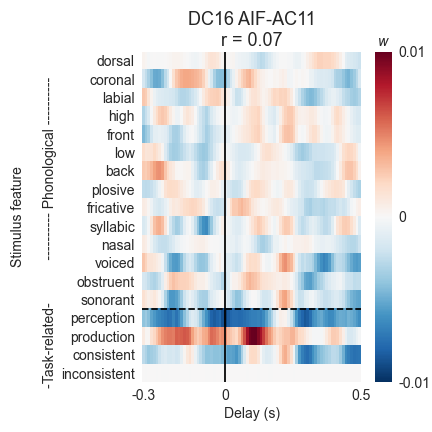 DC16 AIF-AC11
r = 0.07
w
dorsal
coronal
labial
high
front
low
back
plosive
fricative
syllabic
nasal
voiced
obstruent
sonorant
perception
production
consistent
inconsistent
Stimulus feature
---------- Phonological ----------
-Task-related-
0.01
0
-0.01
-0.3 0 0.5
Delay (s)